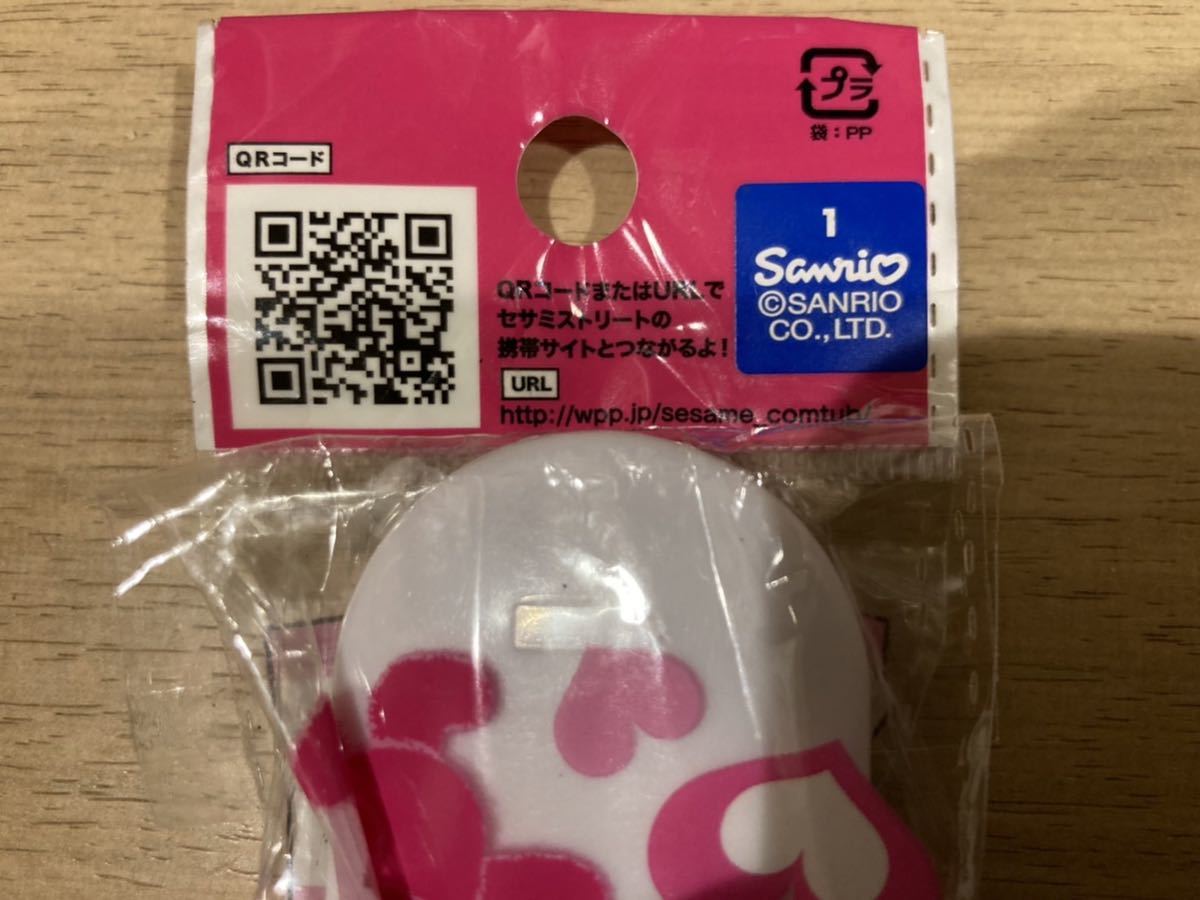 プラ
袋：PP
QRコード
1
Sanrio
©SANRIO
CO.,LTD.
QRコードまたはURLで
セサミストリートの
携帯サイトとつながるよ！
URL
http://wpp.jp/sesame_comtub/